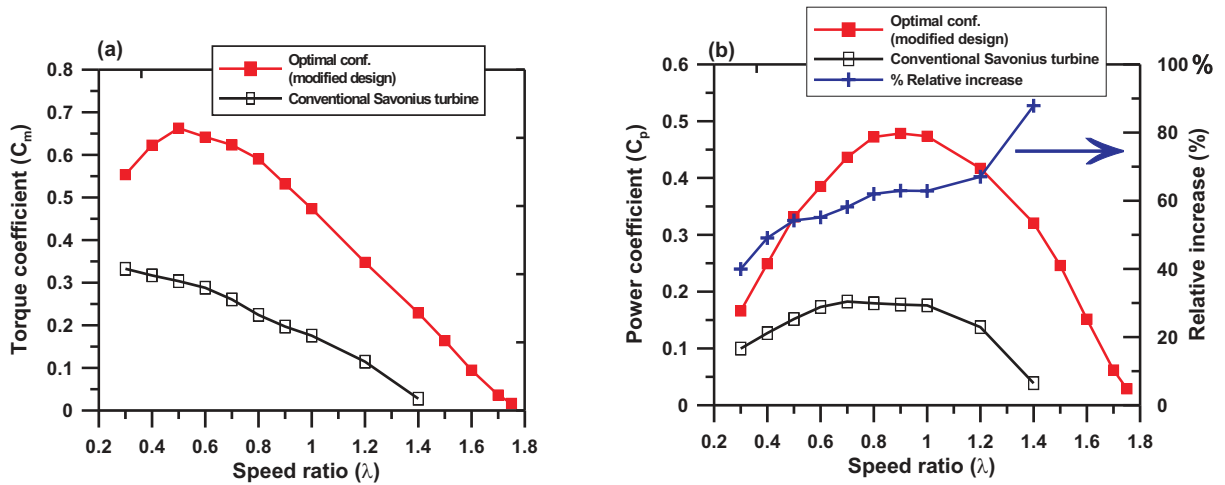 (a)
Optimal conf.
(modified design)
Conventional Savonius turbine
Torque coefficient (Cₘ)
0.8
0.7
0.6
0.5
0.4
0.3
0.2
0.1
0
0.2 0.4 0.6 0.8 1 1.2 1.4 1.6 1.8
Speed ratio (λ)
(b)
Optimal conf.
(modified design)
Conventional Savonius turbine
% Relative increase
Power coefficient (Cₚ)
0.6
0.5
0.4
0.3
0.2
0.1
0
100 %
80
60
40
20
0
Relative increase (%)
0.2 0.4 0.6 0.8 1.0 1.2 1.4 1.6 1.8
Speed ratio (λ)